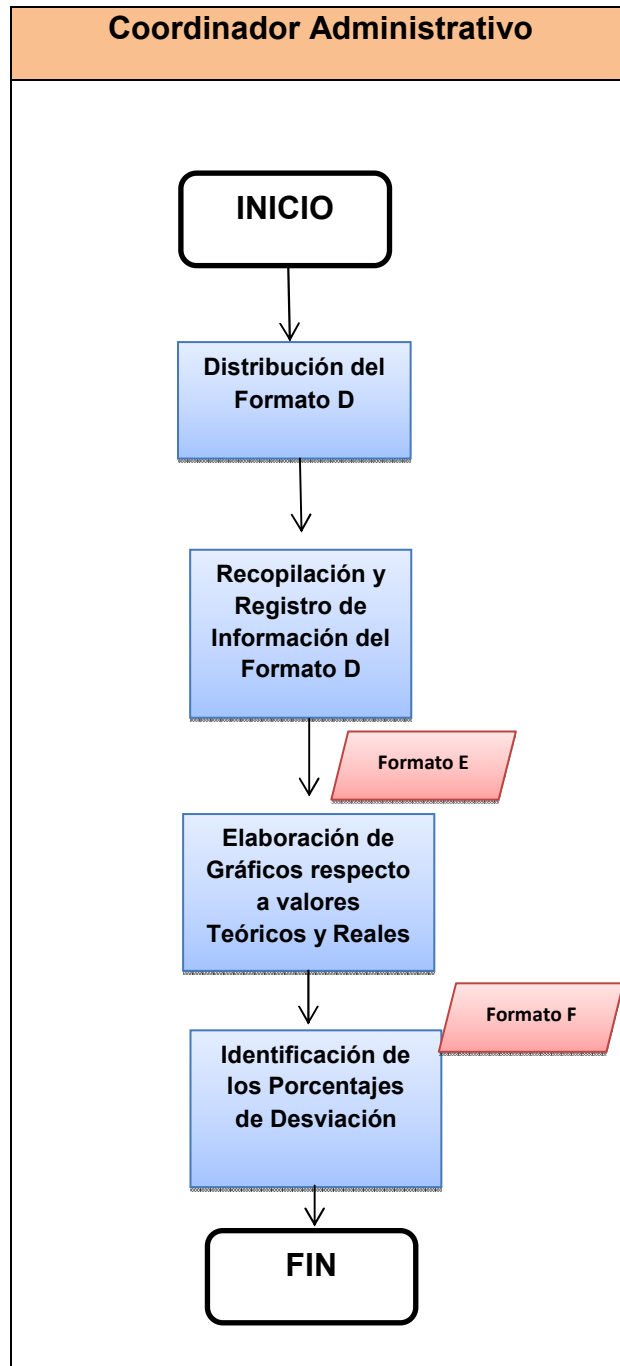 Coordinador Administrativo
INICIO
Distribución del
Formato D
Recopilación y
Registro de
Información del
Formato D
Formato E
Elaboración de
Gráficos respecto
a valores
Teóricos y Reales
Formato F
Identificación de
los Porcentajes
de Desviación
FIN